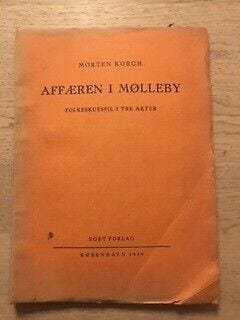 MORTEN KORCH
AFFÆREN I MØLLEBY
FOLKESKUESPIL I TRE AKTER
EGET FORLAG
KØBENHAVN